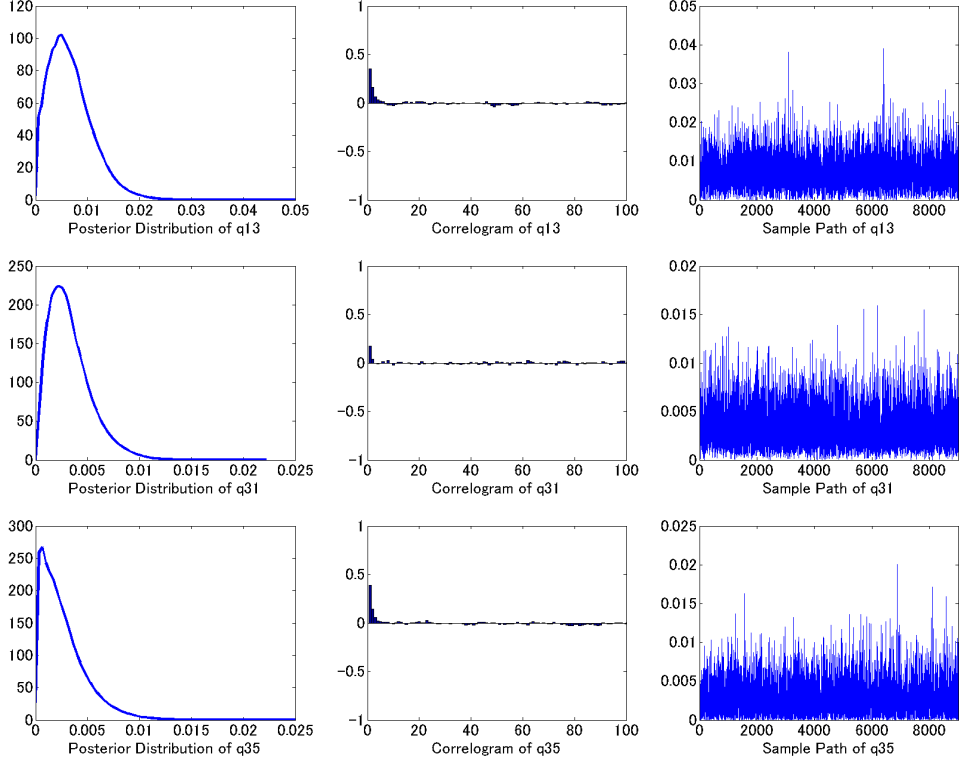 120
100
80
60
40
20
0
0 0.01 0.02 0.03 0.04 0.05
Posterior Distribution of q13
1
0.5
0
−0.5
−1
0 20 40 60 80 100
Correlogram of q13
0.05
0.04
0.03
0.02
0.01
0
0 2000 4000 6000 8000
Sample Path of q13
250
200
150
100
50
0
0 0.005 0.01 0.015 0.02 0.025
Posterior Distribution of q31
1
0.5
0
−0.5
−1
0 20 40 60 80 100
Correlogram of q31
0.02
0.015
0.01
0.005
0
0 2000 4000 6000 8000
Sample Path of q31
300
250
200
150
100
50
0
0 0.005 0.01 0.015 0.02 0.025
Posterior Distribution of q35
1
0.5
0
−0.5
−1
0 20 40 60 80 100
Correlogram of q35
0.025
0.02
0.015
0.01
0.005
0
0 2000 4000 6000 8000
Sample Path of q35